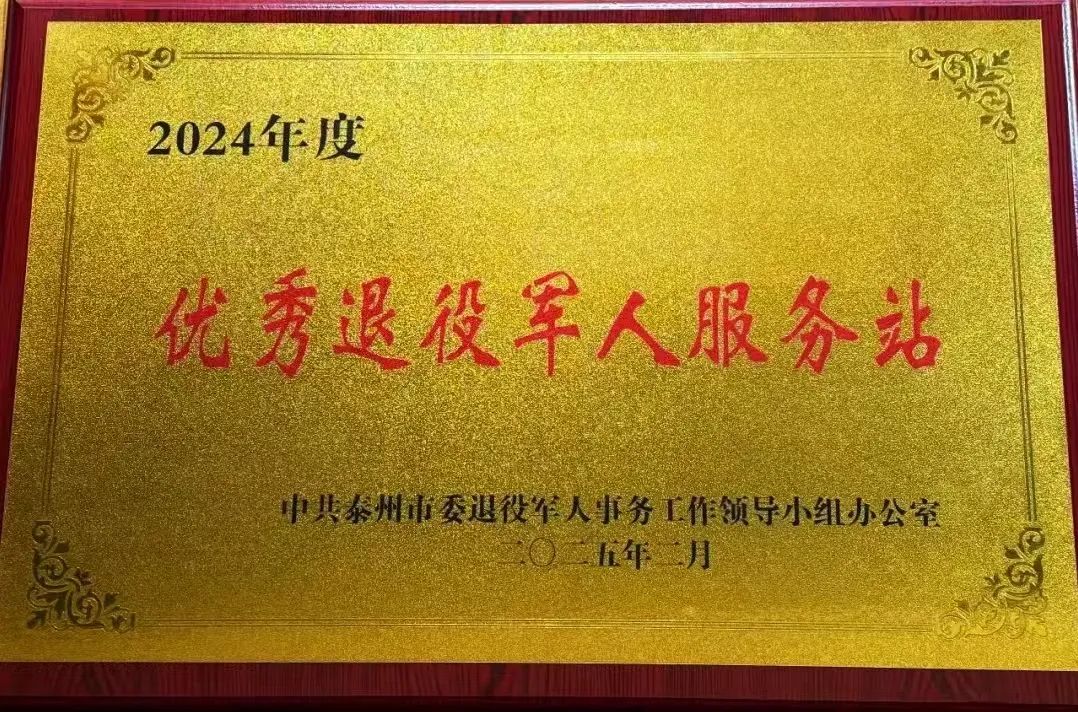 2024年度
优秀退役军人服务站
中共泰州市委退役军人事务工作领导小组办公室
二〇二五年二月